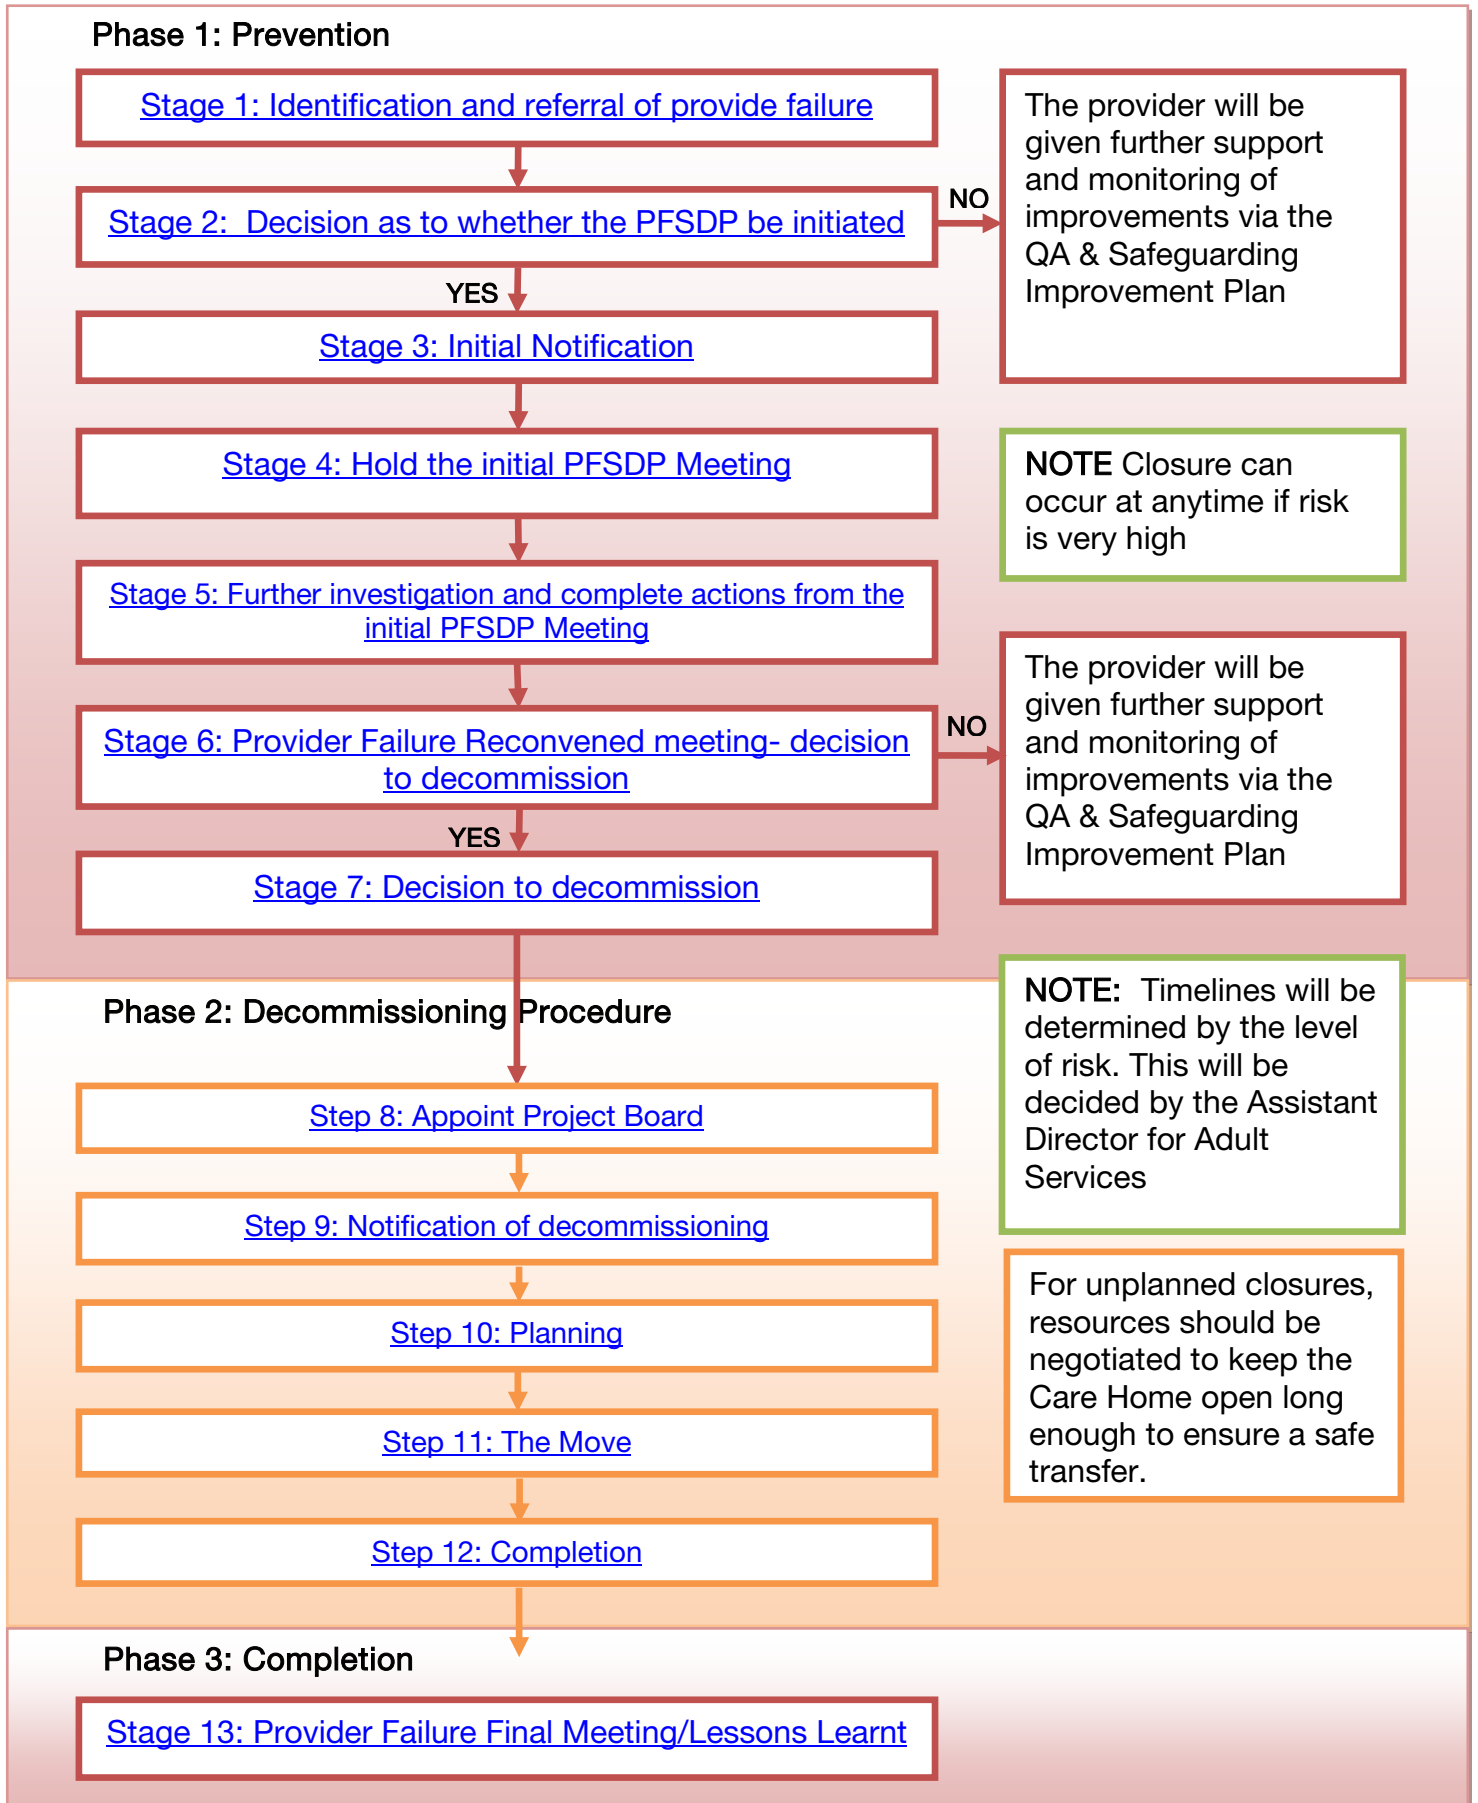 Phase 1: Prevention
Stage 1: Identification and referral of provide failure
The provider will be
given further support
and monitoring of
improvements via the
QA & Safeguarding
Improvement Plan
Stage 2:  Decision as to whether the PFSDP be initiated
NO
YES
Stage 3: Initial Notification
Stage 4: Hold the initial PFSDP Meeting
NOTE Closure can
occur at anytime if risk
is very high
Stage 5: Further investigation and complete actions from the
initial PFSDP Meeting
Stage 6: Provider Failure Reconvened meeting- decision
to decommission
NO
The provider will be
given further support
and monitoring of
improvements via the
QA & Safeguarding
Improvement Plan
YES
Stage 7: Decision to decommission
Phase 2: Decommissioning Procedure
NOTE:  Timelines will be
determined by the level
of risk. This will be
decided by the Assistant
Director for Adult
Services
Step 8: Appoint Project Board
Step 9: Notification of decommissioning
Step 10: Planning
For unplanned closures,
resources should be
negotiated to keep the
Care Home open long
enough to ensure a safe
transfer.
Step 11: The Move
Step 12: Completion
Phase 3: Completion
Stage 13: Provider Failure Final Meeting/Lessons Learnt